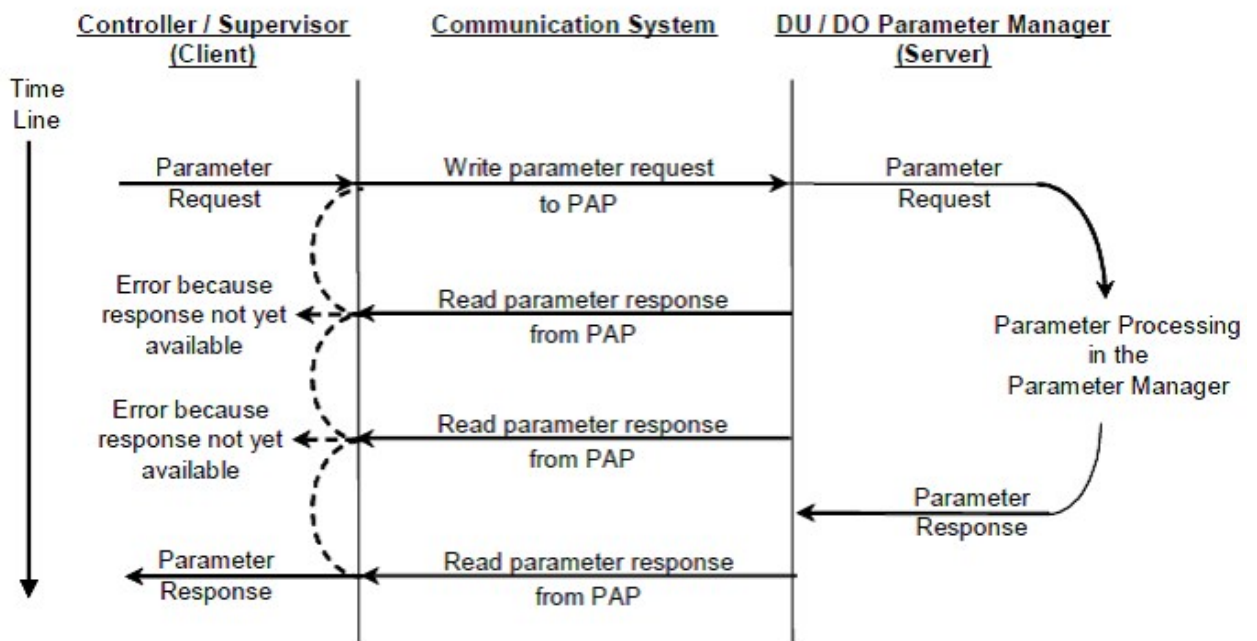 Controller / Supervisor
(Client)
Communication System
DU / DO Parameter Manager
(Server)
Time
Line
Parameter
Request
Write parameter request
to PAP
Parameter
Request
Error because
response not yet
available
Read parameter response
from PAP
Parameter Processing
in the
Parameter Manager
Error because
response not yet
available
Read parameter response
from PAP
Parameter
Response
Parameter
Response
Read parameter response
from PAP